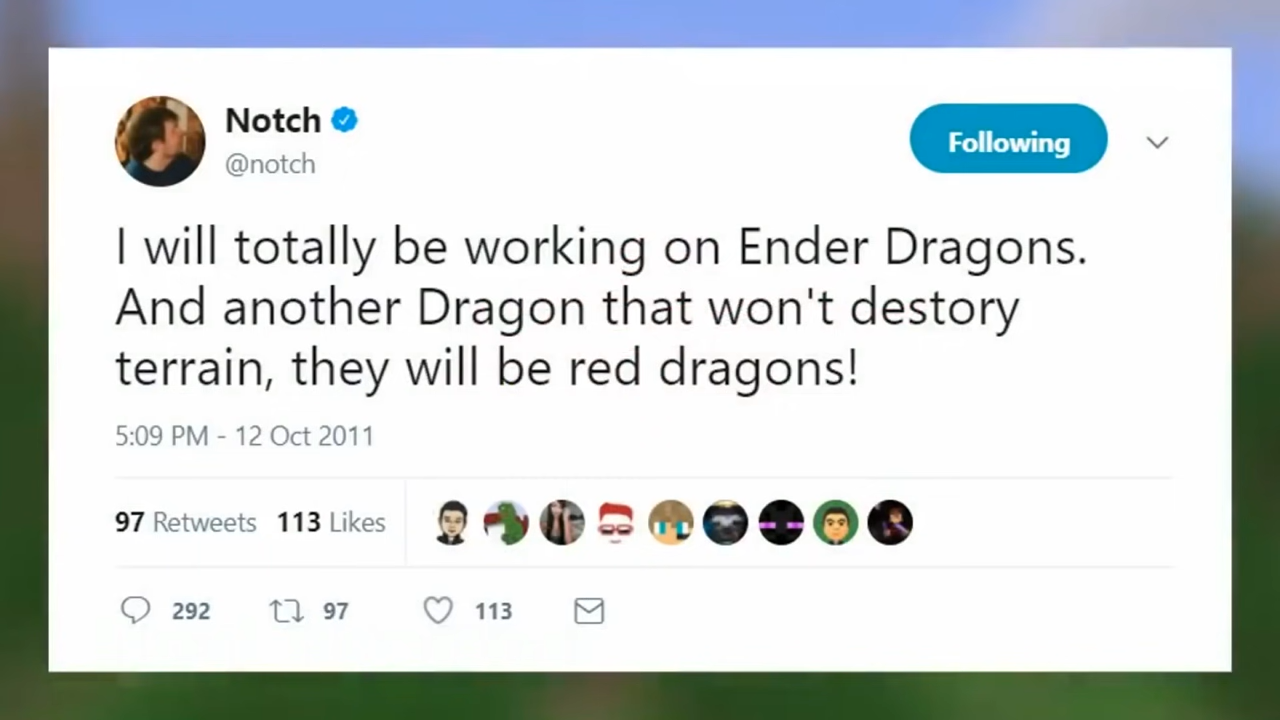 Notch
@notch
Following
I will totally be working on Ender Dragons.
And another Dragon that won't destory
terrain, they will be red dragons!
5:09 PM - 12 Oct 2011
97 Retweets 113 Likes
292 97 113